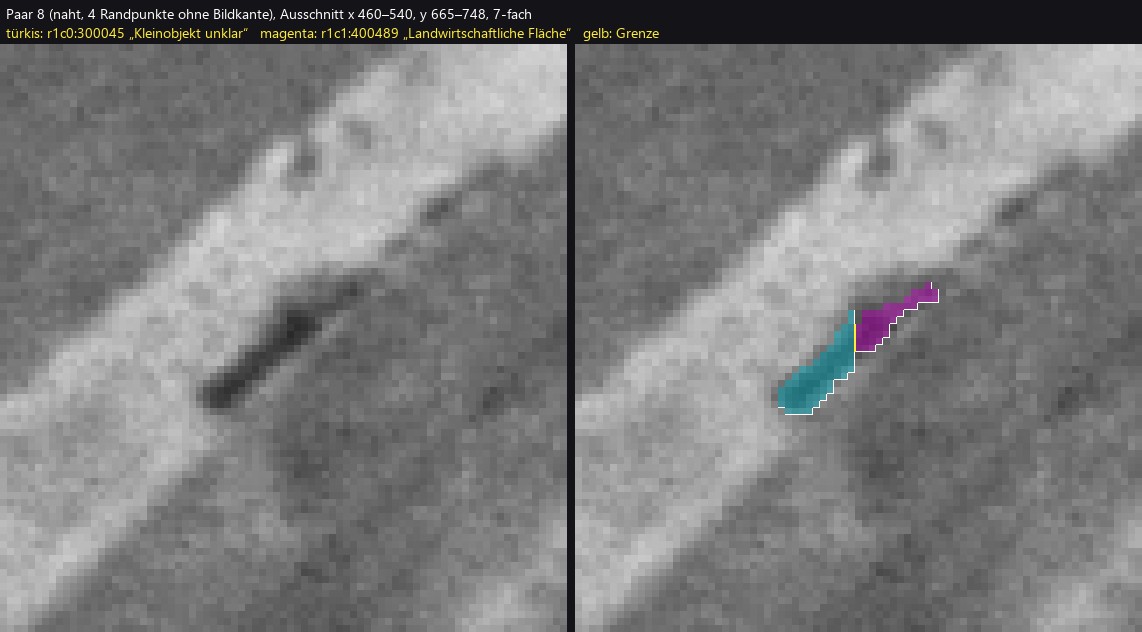 Paar 8 (naht, 4 Randpunkte ohne Bildkante), Ausschnitt x 460–540, y 665–748, 7-fach
türkis: r1c0:300045 „Kleinobjekt unklar“ magenta: r1c1:400489 „Landwirtschaftliche Fläche“ gelb: Grenze